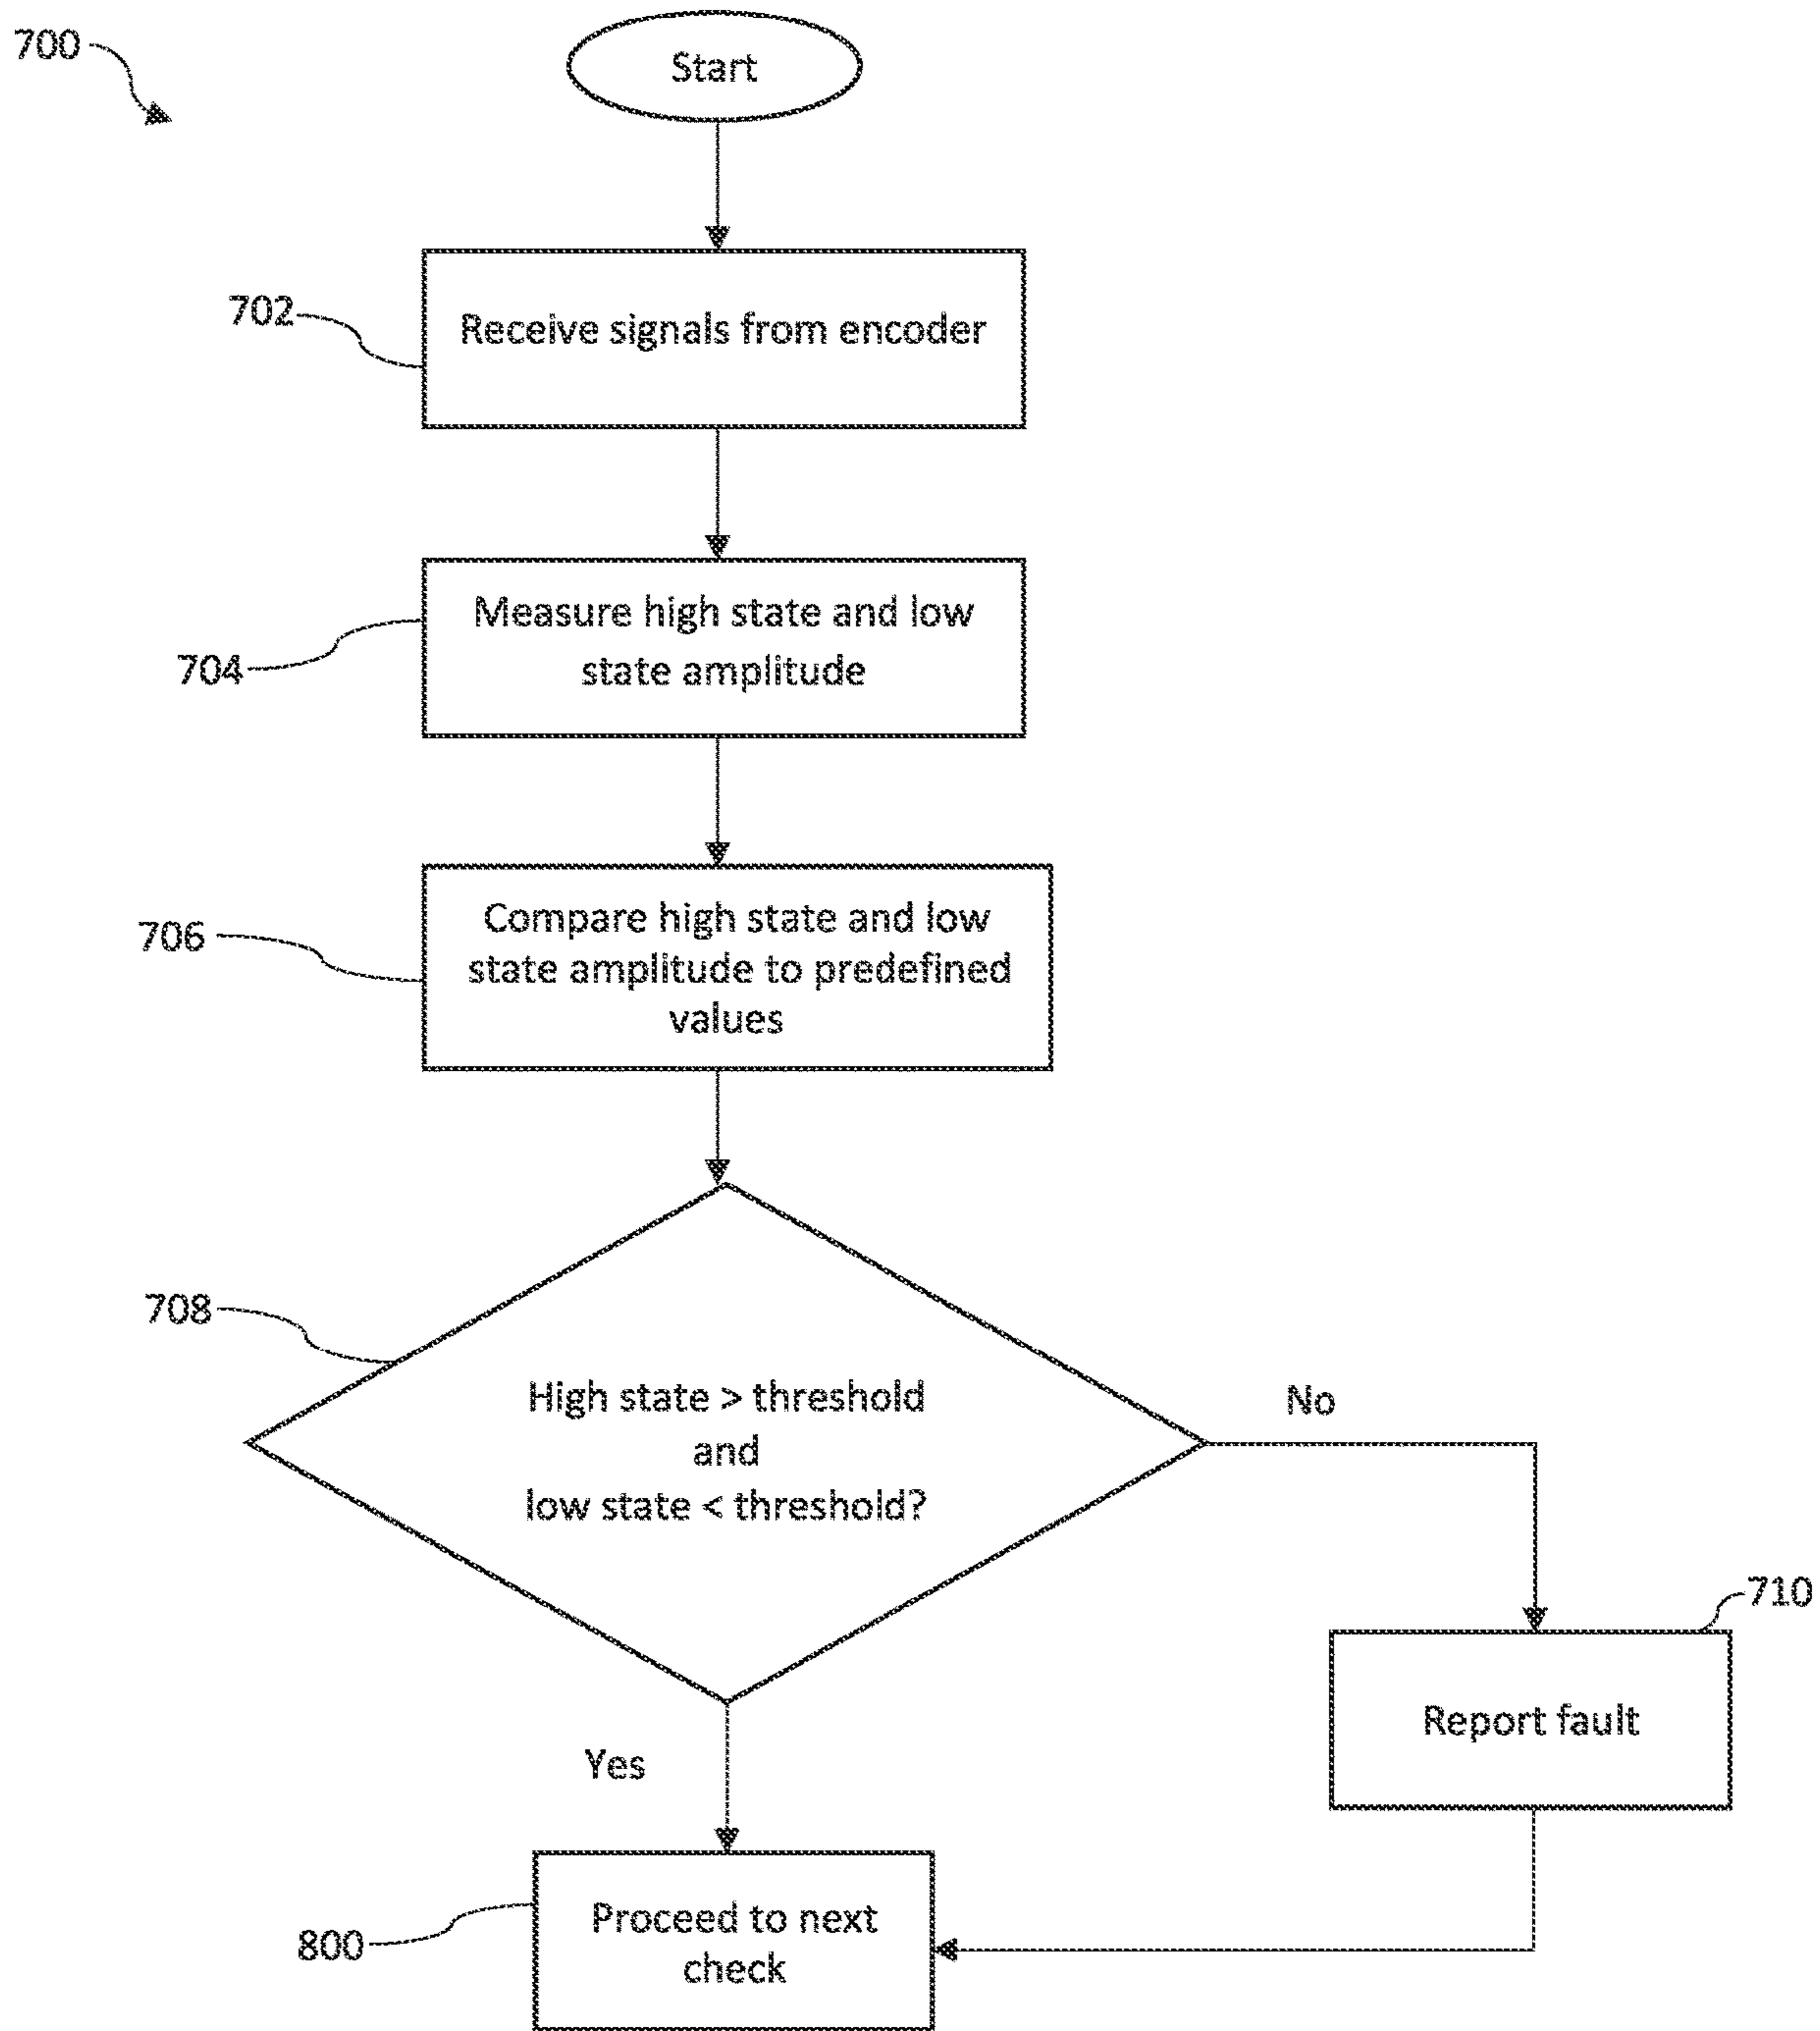 700
Start
702
Receive signals from encoder
704
Measure high state and low
state amplitude
706
Compare high state and low
state amplitude to predefined
values
708
High state > threshold
and
low state < threshold?
No
710
Report fault
Yes
800
Proceed to next
check